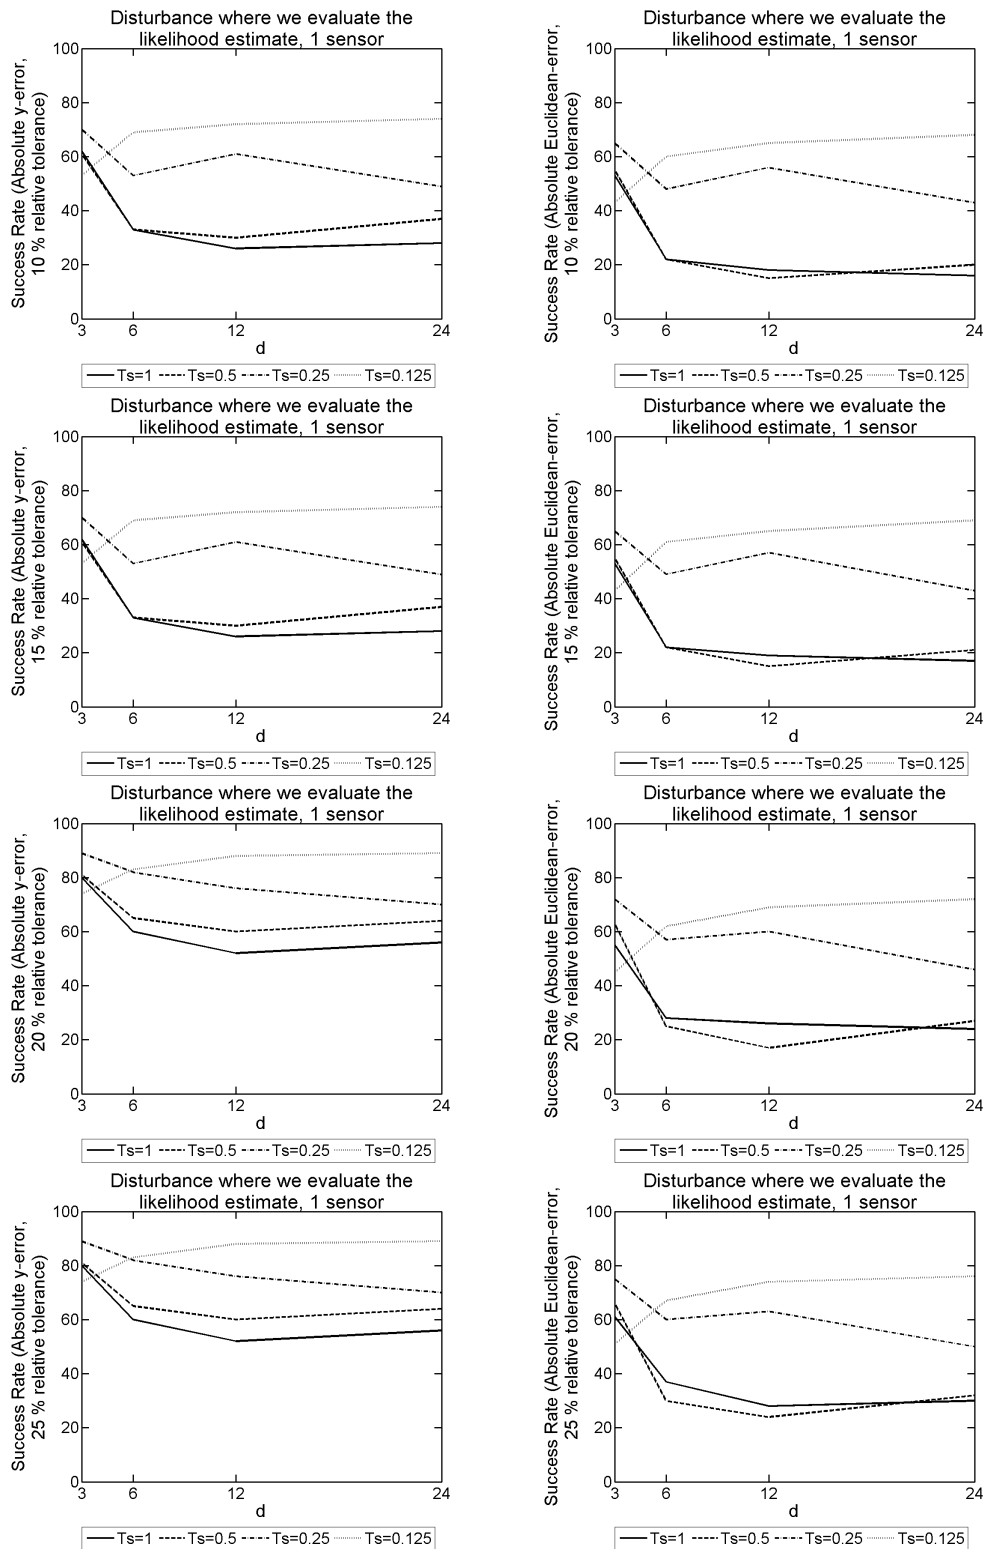 Disturbance where we evaluate the
likelihood estimate, 1 sensor
Success Rate (Absolute y-error,
10 % relative tolerance)
100
80
60
40
20
0
3 6 12 24
d
Ts=1 Ts=0.5 Ts=0.25 Ts=0.125
Disturbance where we evaluate the
likelihood estimate, 1 sensor
Success Rate (Absolute Euclidean-error,
10 % relative tolerance)
100
80
60
40
20
0
3 6 12 24
d
Ts=1 Ts=0.5 Ts=0.25 Ts=0.125
Disturbance where we evaluate the
likelihood estimate, 1 sensor
Success Rate (Absolute y-error,
15 % relative tolerance)
100
80
60
40
20
0
3 6 12 24
d
Ts=1 Ts=0.5 Ts=0.25 Ts=0.125
Disturbance where we evaluate the
likelihood estimate, 1 sensor
Success Rate (Absolute Euclidean-error,
15 % relative tolerance)
100
80
60
40
20
0
3 6 12 24
d
Ts=1 Ts=0.5 Ts=0.25 Ts=0.125
Disturbance where we evaluate the
likelihood estimate, 1 sensor
Success Rate (Absolute y-error,
20 % relative tolerance)
100
80
60
40
20
0
3 6 12 24
d
Ts=1 Ts=0.5 Ts=0.25 Ts=0.125
Disturbance where we evaluate the
likelihood estimate, 1 sensor
Success Rate (Absolute Euclidean-error,
20 % relative tolerance)
100
80
60
40
20
0
3 6 12 24
d
Ts=1 Ts=0.5 Ts=0.25 Ts=0.125
Disturbance where we evaluate the
likelihood estimate, 1 sensor
Success Rate (Absolute y-error,
25 % relative tolerance)
100
80
60
40
20
0
3 6 12 24
d
Ts=1 Ts=0.5 Ts=0.25 Ts=0.125
Disturbance where we evaluate the
likelihood estimate, 1 sensor
Success Rate (Absolute Euclidean-error,
25 % relative tolerance)
100
80
60
40
20
0
3 6 12 24
d
Ts=1 Ts=0.5 Ts=0.25 Ts=0.125